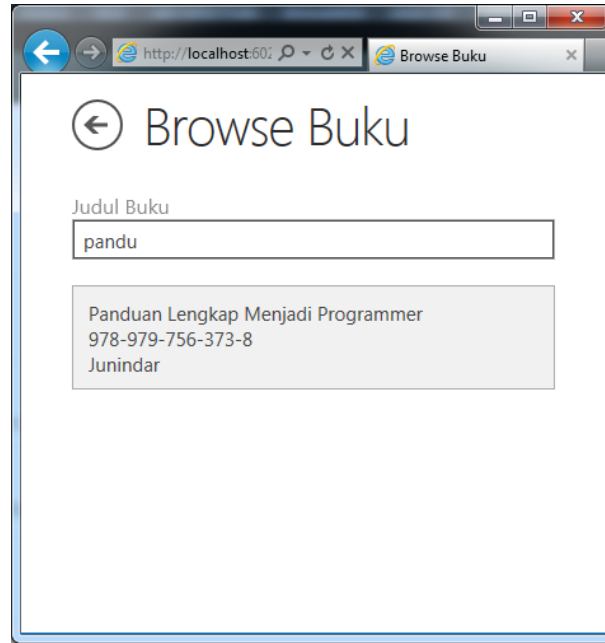 http://localhost:602
Browse Buku
Browse Buku
Judul Buku
pandu
Panduan Lengkap Menjadi Programmer
978-979-756-373-8
Junindar